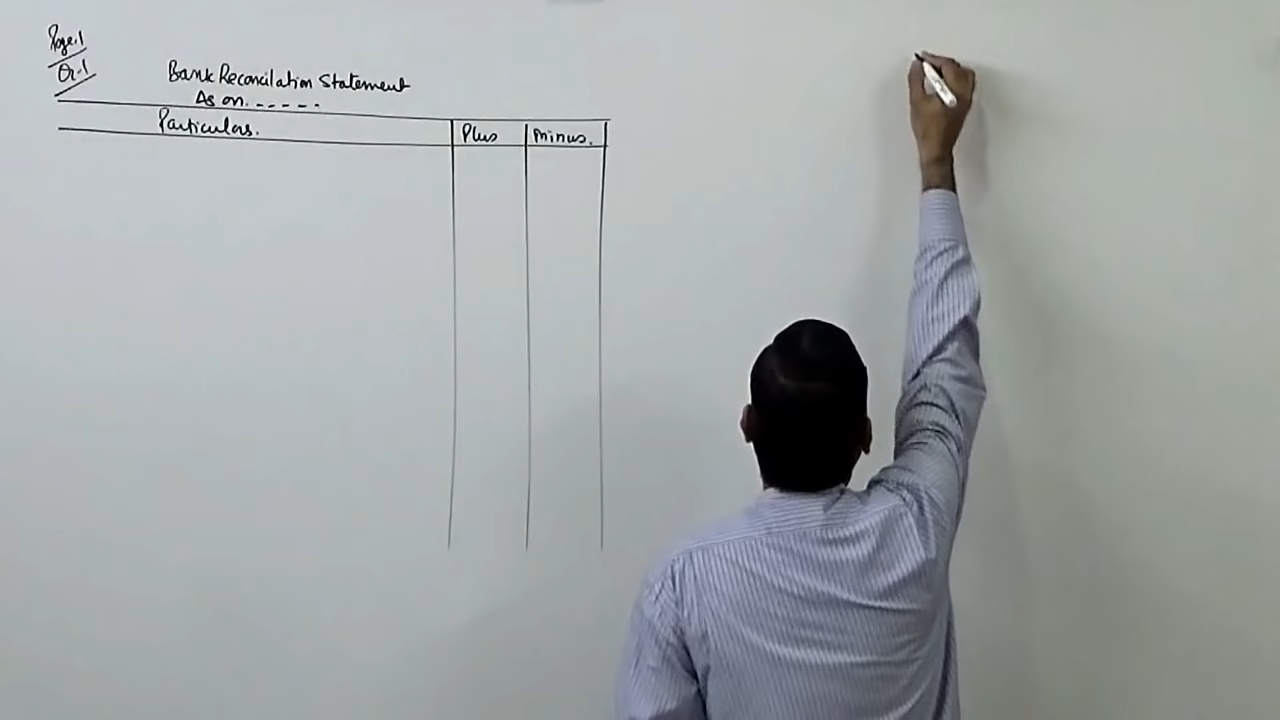 Page.1
Q.1
Bank Reconcilation Statement
As on. -----
Particulars.
Plus
minus.